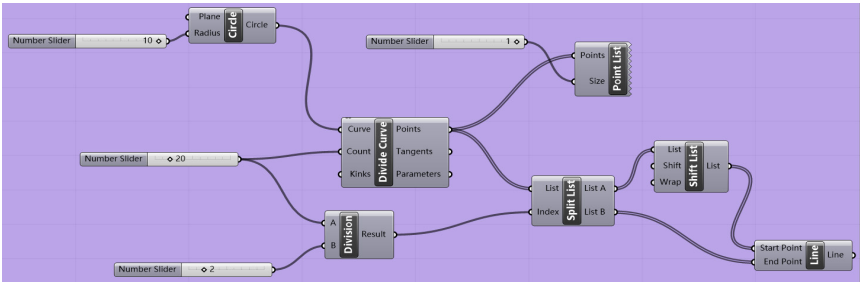 Plane
Radius
Circle
Circle
Number Slider 10
Number Slider 1
Points
Size
Point List
Curve
Count
Kinks
Divide Curve
Points
Tangents
Parameters
Number Slider 20
List
Shift
Wrap
Shift List
List
List
Index
Split List
List A
List B
A
B
Division
Result
Start Point
End Point
Line
Line
Number Slider 2